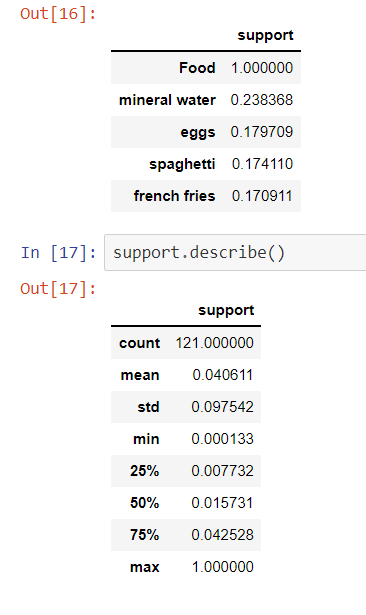 Out[16]:
support
Food 1.000000
mineral water 0.238368
eggs 0.179709
spaghetti 0.174110
french fries 0.170911
In [17]: support.describe()
Out[17]:
support
count 121.000000
mean 0.040611
std 0.097542
min 0.000133
25% 0.007732
50% 0.015731
75% 0.042528
max 1.000000